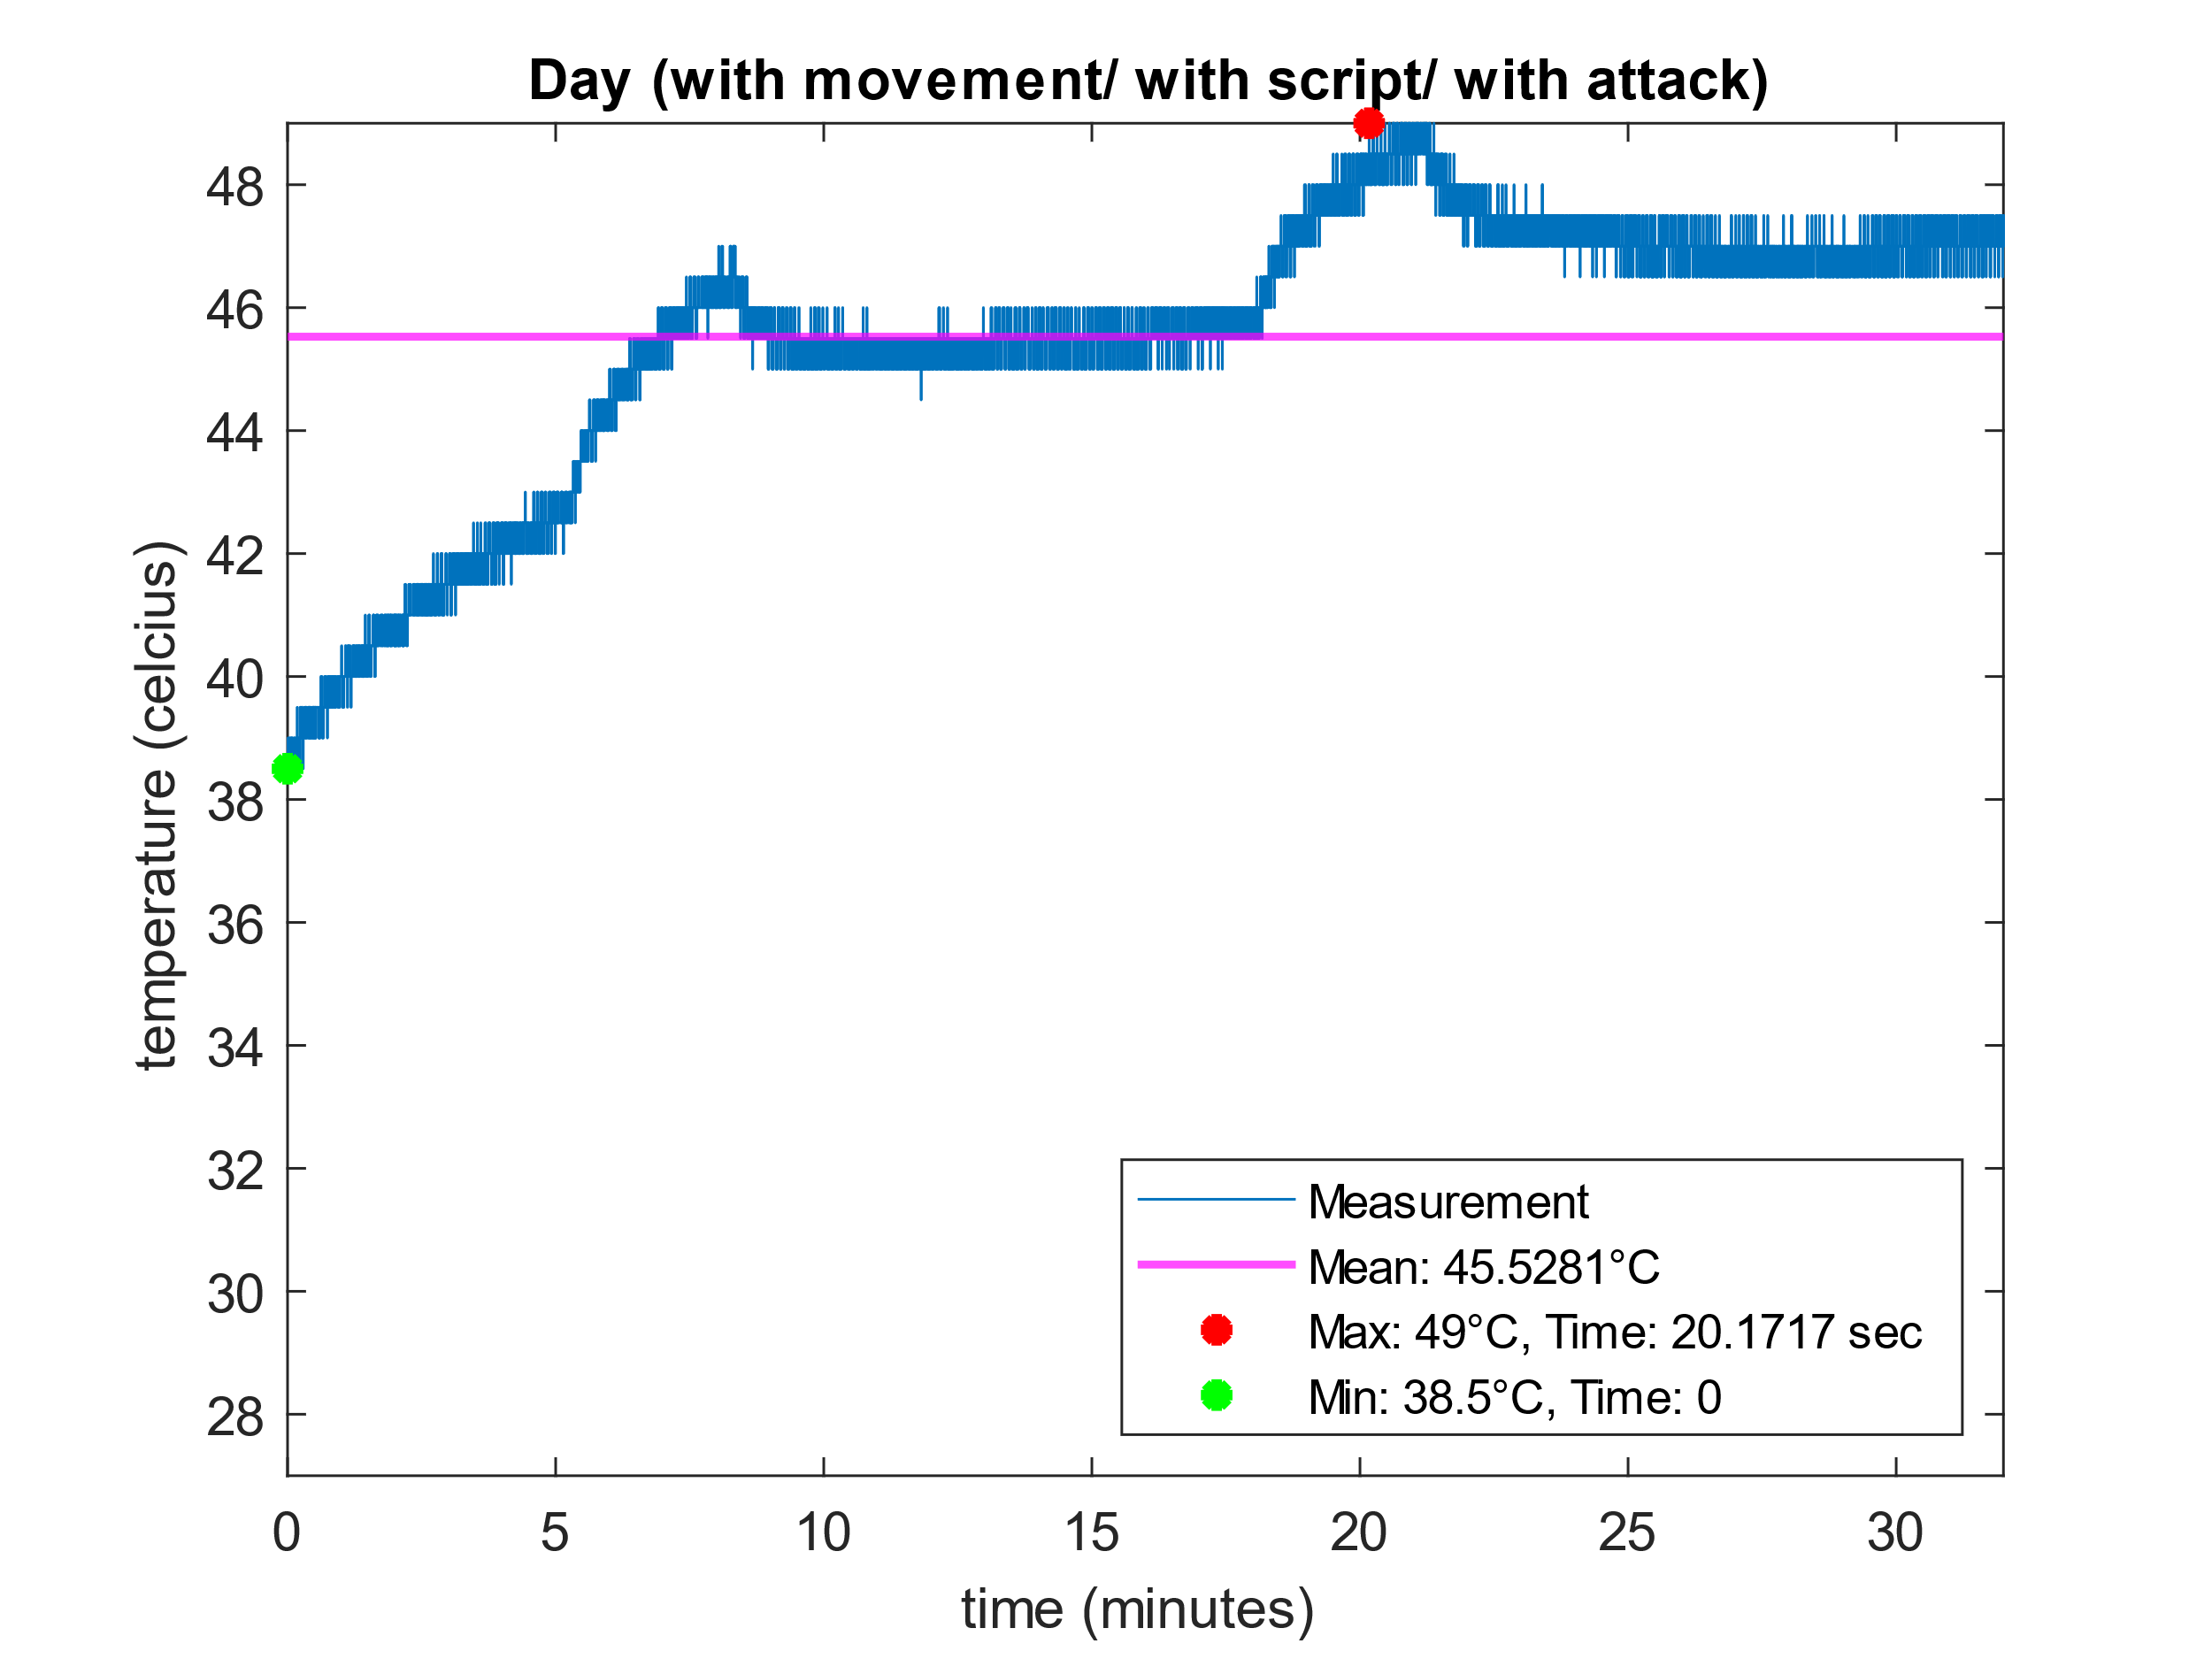 Day (with movement/ with script/ with attack)
48
46
44
42
40
38
36
34
32
30
28
temperature (celcius)
Measurement
Mean: 45.5281°C
Max: 49°C, Time: 20.1717 sec
Min: 38.5°C, Time: 0
0 5 10 15 20 25 30
time (minutes)